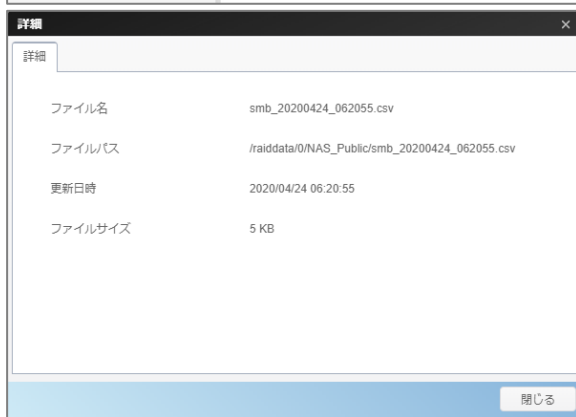 詳細
×
詳細
ファイル名 smb_20200424_062055.csv
ファイルパス /raiddata/0/NAS_Public/smb_20200424_062055.csv
更新日時 2020/04/24 06:20:55
ファイルサイズ 5 KB
閉じる